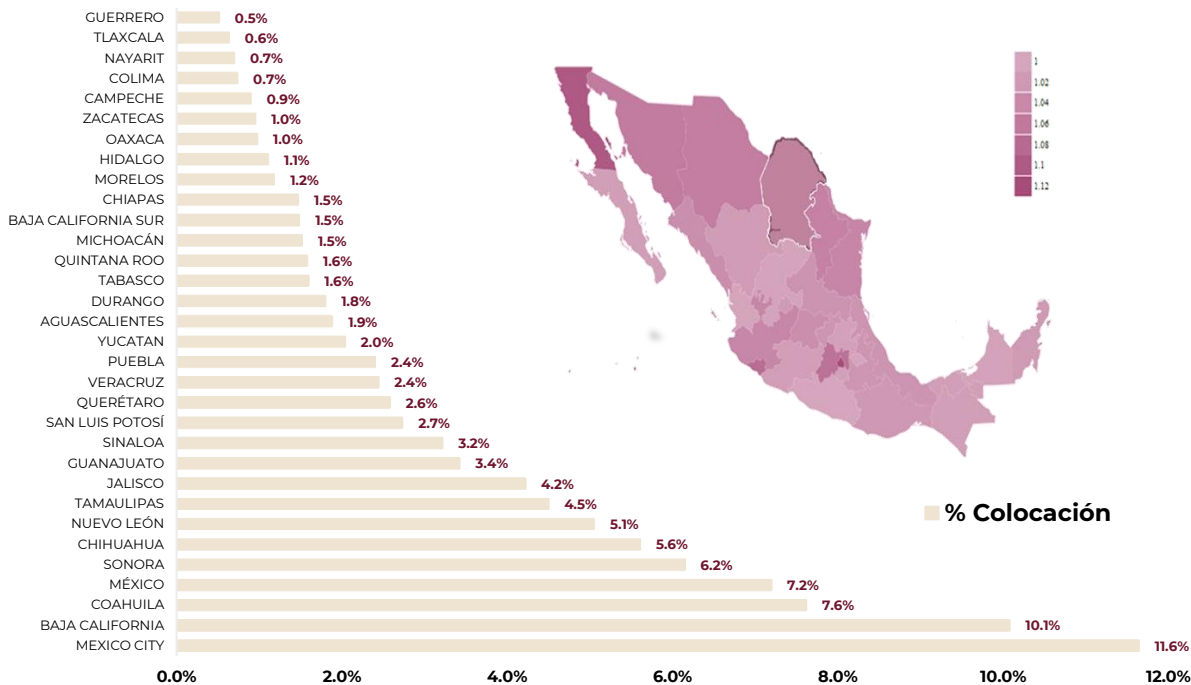 GUERRERO 0.5%
TLAXCALA 0.6%
NAYARIT 0.7%
COLIMA 0.7%
CAMPECHE 0.9%
ZACATECAS 1.0%
OAXACA 1.0%
HIDALGO 1.1%
MORELOS 1.2%
CHIAPAS 1.5%
BAJA CALIFORNIA SUR 1.5%
MICHOACÁN 1.5%
QUINTANA ROO 1.6%
TABASCO 1.6%
DURANGO 1.8%
AGUASCALIENTES 1.9%
YUCATAN 2.0%
PUEBLA 2.4%
VERACRUZ 2.4%
QUERÉTARO 2.6%
SAN LUIS POTOSÍ 2.7%
SINALOA 3.2%
GUANAJUATO 3.4%
JALISCO 4.2%
TAMAULIPAS 4.5%
NUEVO LEÓN 5.1%
CHIHUAHUA 5.6%
SONORA 6.2%
MÉXICO 7.2%
COAHUILA 7.6%
BAJA CALIFORNIA 10.1%
MEXICO CITY 11.6%
0.0% 2.0% 4.0% 6.0% 8.0% 10.0% 12.0%
1
1.02
1.04
1.06
1.08
1.1
1.12
% Colocación